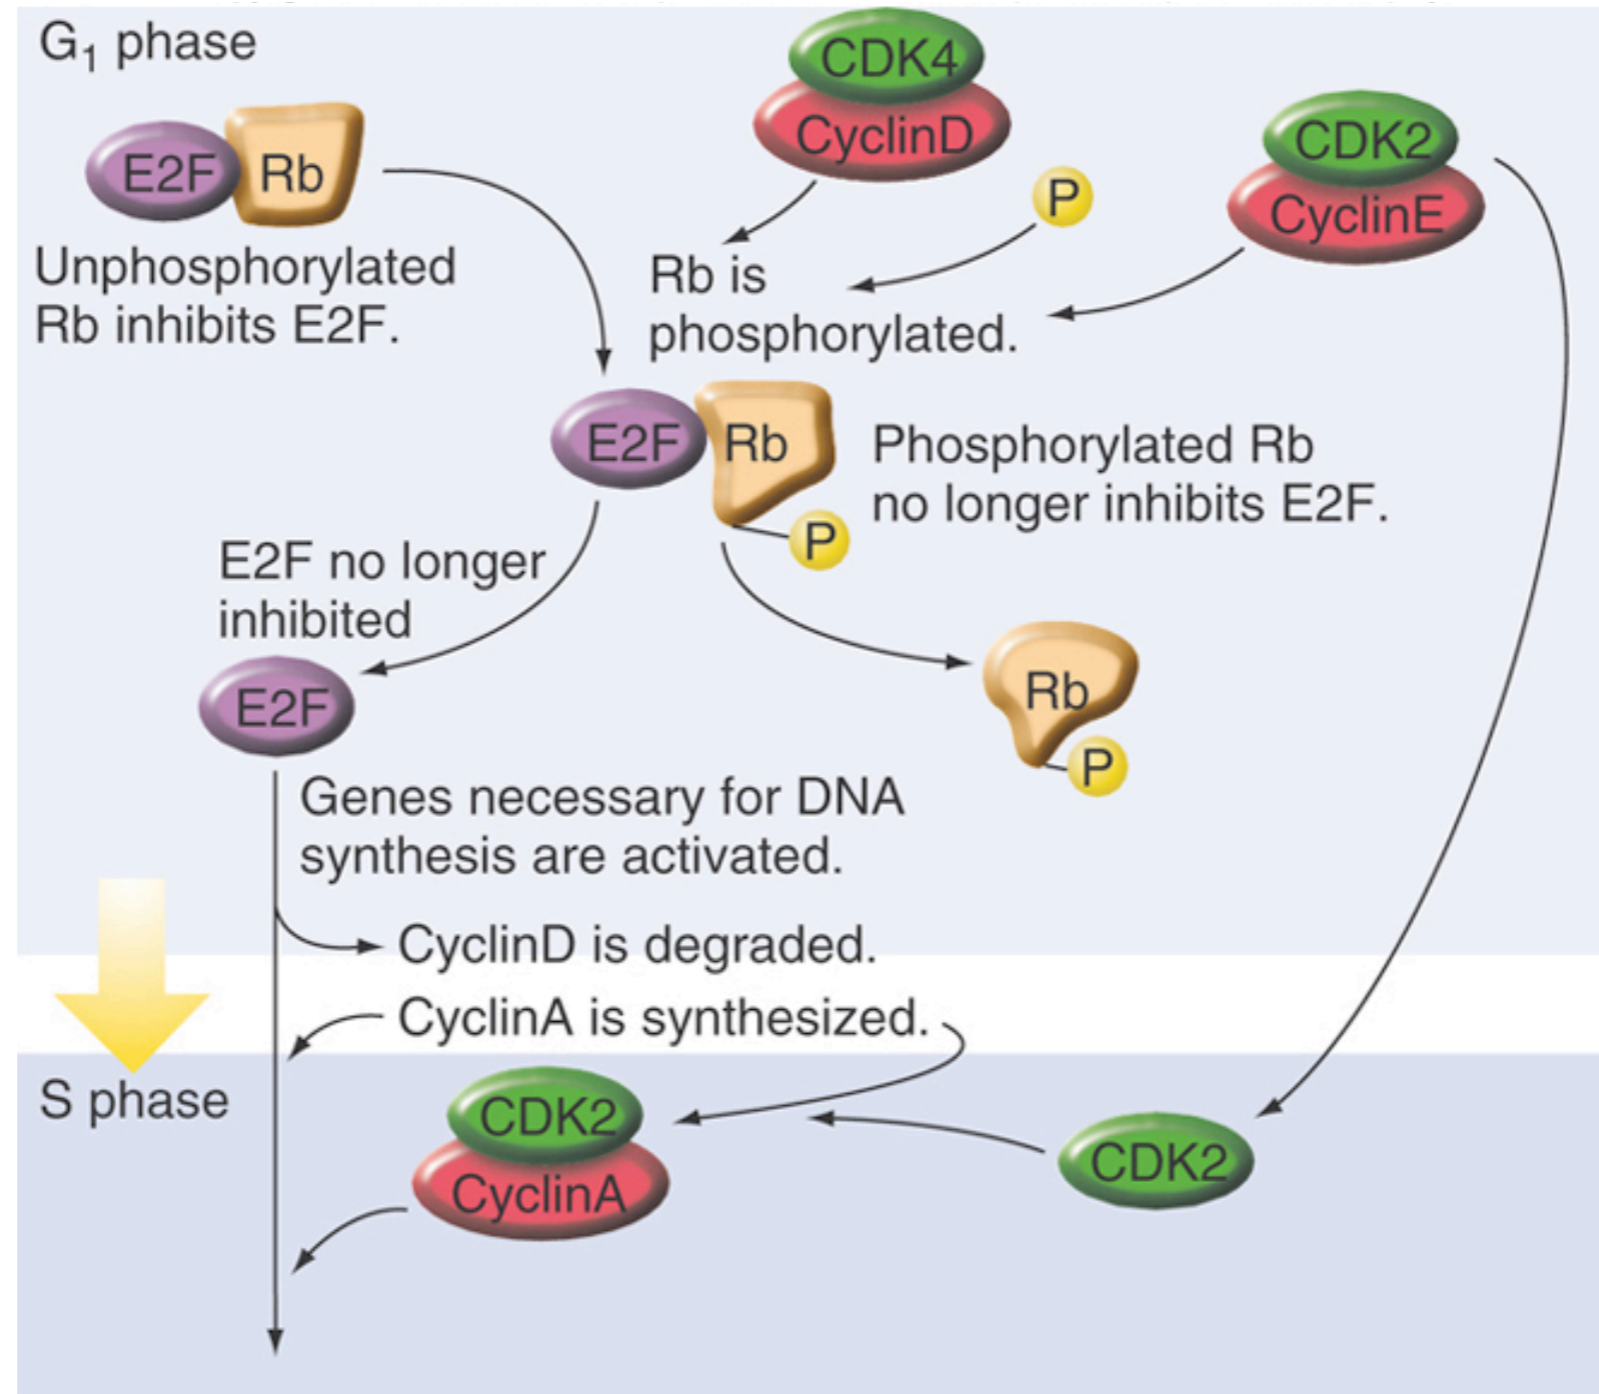 G₁ phase
CDK4
CyclinD
CDK2
CyclinE
E2F
Rb
P
Unphosphorylated
Rb inhibits E2F.
Rb is
phosphorylated.
E2F
Rb
P
Phosphorylated Rb
no longer inhibits E2F.
E2F no longer
inhibited
E2F
Rb
P
Genes necessary for DNA
synthesis are activated.
CyclinD is degraded.
CyclinA is synthesized.
S phase
CDK2
CyclinA
CDK2